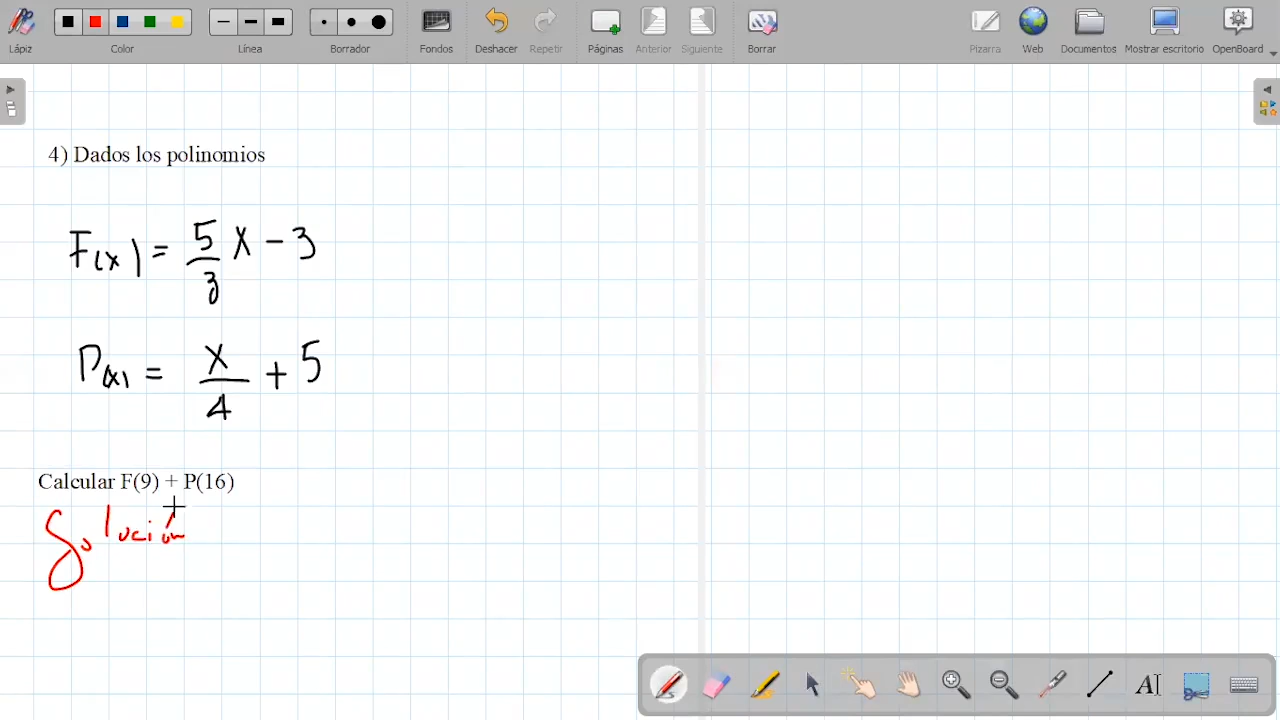 Lápiz Color Línea Borrador Fondos Deshacer Repetir Páginas Anterior Siguiente Borrar Pizarra Web Documentos Mostrar escritorio OpenBoard
4) Dados los polinomios
F(x) = 5/3 x - 3
P(x) = x/4 + 5
Calcular F(9) + P(16)
Solución